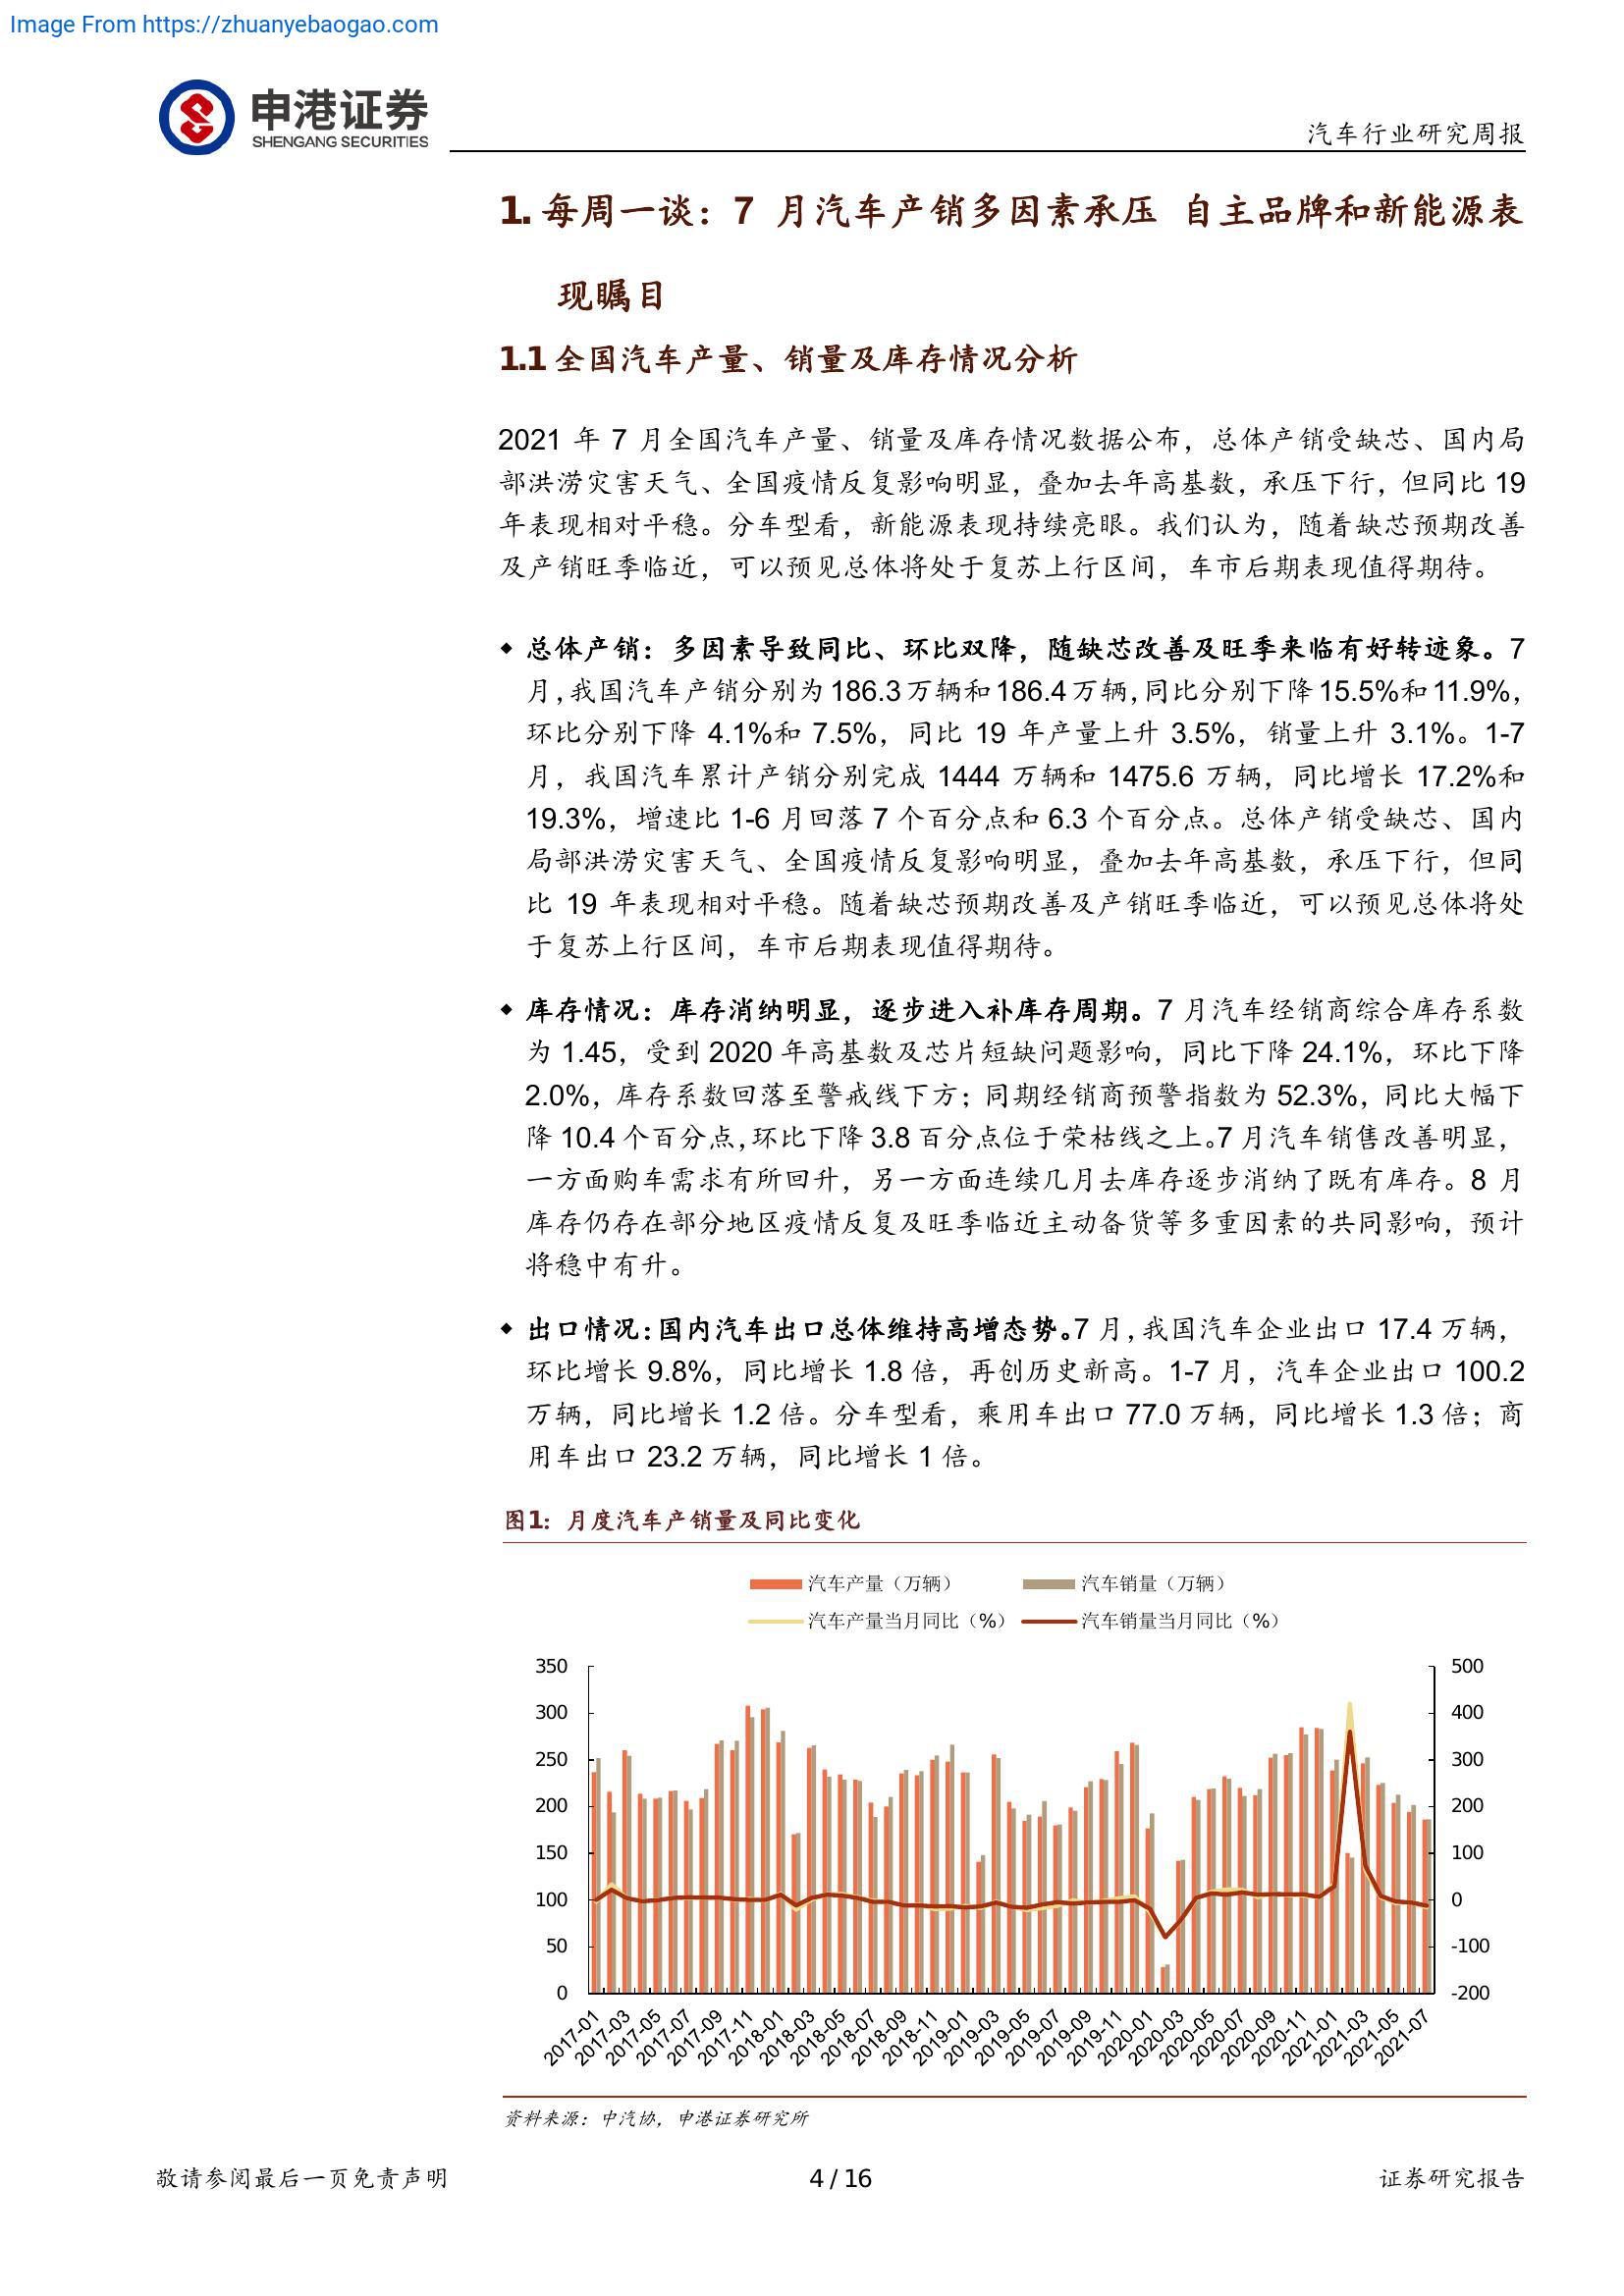 Image From https://zhuanyebaogao.com
申港证券
SHENGANG SECURITIES
汽车行业研究周报
1. 每周一谈：7 月汽车产销多因素承压 自主品牌和新能源表
现瞩目
1.1 全国汽车产量、销量及库存情况分析
2021 年 7 月全国汽车产量、销量及库存情况数据公布，总体产销受缺芯、国内局
部洪涝灾害天气、全国疫情反复影响明显，叠加去年高基数，承压下行，但同比 19
年表现相对平稳。分车型看，新能源表现持续亮眼。我们认为，随着缺芯预期改善
及产销旺季临近，可以预见总体将处于复苏上行区间，车市后期表现值得期待。
◆ 总体产销：多因素导致同比、环比双降，随缺芯改善及旺季来临有好转迹象。7
月，我国汽车产销分别为 186.3 万辆和 186.4 万辆，同比分别下降 15.5%和 11.9%，
环比分别下降 4.1%和 7.5%，同比 19 年产量上升 3.5%，销量上升 3.1%。1-7
月，我国汽车累计产销分别完成 1444 万辆和 1475.6 万辆，同比增长 17.2%和
19.3%，增速比 1-6 月回落 7 个百分点和 6.3 个百分点。总体产销受缺芯、国内
局部洪涝灾害天气、全国疫情反复影响明显，叠加去年高基数，承压下行，但同
比 19 年表现相对平稳。随着缺芯预期改善及产销旺季临近，可以预见总体将处
于复苏上行区间，车市后期表现值得期待。
◆ 库存情况：库存消纳明显，逐步进入补库存周期。7 月汽车经销商综合库存系数
为 1.45，受到 2020 年高基数及芯片短缺问题影响，同比下降 24.1%，环比下降
2.0%，库存系数回落至警戒线下方；同期经销商预警指数为 52.3%，同比大幅下
降 10.4 个百分点，环比下降 3.8 百分点位于荣枯线之上。7 月汽车销售改善明显，
一方面购车需求有所回升，另一方面连续几月去库存逐步消纳了既有库存。8 月
库存仍存在部分地区疫情反复及旺季临近主动备货等多重因素的共同影响，预计
将稳中有升。
◆ 出口情况：国内汽车出口总体维持高增态势。7 月，我国汽车企业出口 17.4 万辆，
环比增长 9.8%，同比增长 1.8 倍，再创历史新高。1-7 月，汽车企业出口 100.2
万辆，同比增长 1.2 倍。分车型看，乘用车出口 77.0 万辆，同比增长 1.3 倍；商
用车出口 23.2 万辆，同比增长 1 倍。
图1：月度汽车产销量及同比变化
汽车产量（万辆） 汽车销量（万辆）
汽车产量当月同比（%） 汽车销量当月同比（%）
350 500
300 400
250 300
200 200
150 100
100 0
50 -100
0 -200
2017-01 2017-03 2017-05 2017-07 2017-09 2017-11 2018-01 2018-03 2018-05 2018-07 2018-09 2018-11 2019-01 2019-03 2019-05 2019-07 2019-09 2019-11 2020-01 2020-03 2020-05 2020-07 2020-09 2020-11 2021-01 2021-03 2021-05 2021-07
资料来源：中汽协，申港证券研究所
敬请参阅最后一页免责声明 4 / 16 证券研究报告